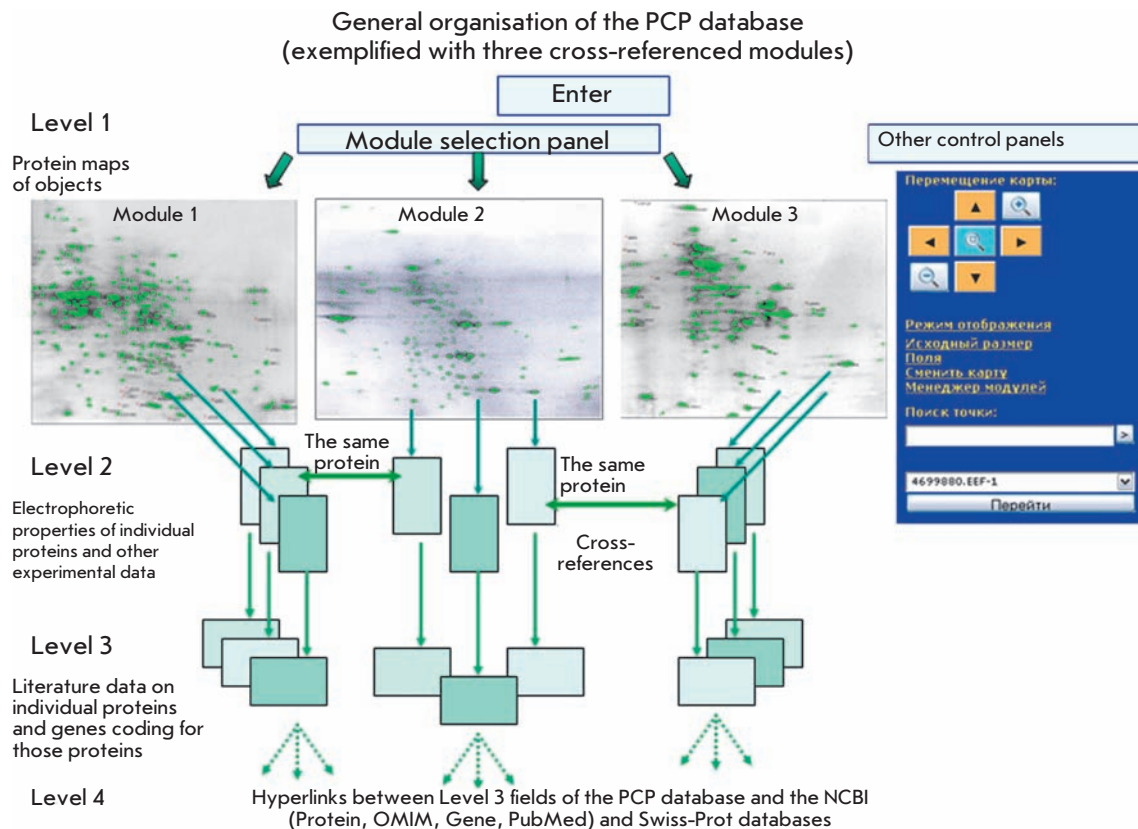 General organisation of the PCP database
(exemplified with three cross-referenced modules)
Enter
Level 1
Module selection panel
Other control panels
Protein maps
of objects
Module 1
Module 2
Module 3
Перемещение карты:
Режим отображения
Исходный размер
Поля
Сменить карту
Менеджер модулей
Поиск точки:
>
4699880.EEF-1
Перейти
Level 2
The same
protein
The same
protein
Electrophoretic
properties of individual
proteins and other
experimental data
Cross-
references
Level 3
Literature data on
individual proteins
and genes coding for
those proteins
Level 4
Hyperlinks between Level 3 fields of the PCP database and the NCBI
(Protein, OMIM, Gene, PubMed) and Swiss-Prot databases